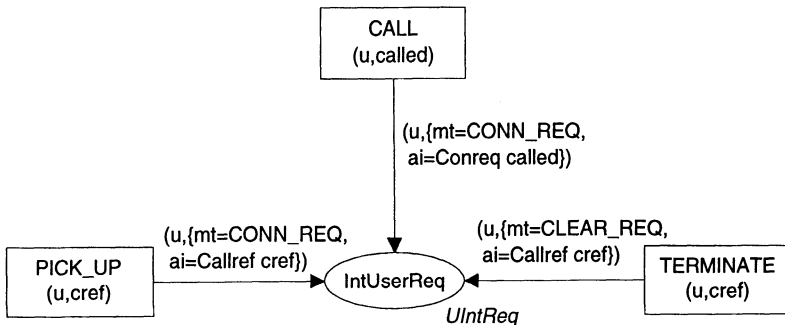 CALL
(u,called)
(u,{mt=CONN_REQ,
ai=Conreq called})
(u,{mt=CONN_REQ,
ai=Callref cref})
(u,{mt=CLEAR_REQ,
ai=Callref cref})
PICK_UP
(u,cref)
IntUserReq
TERMINATE
(u,cref)
UIntReq